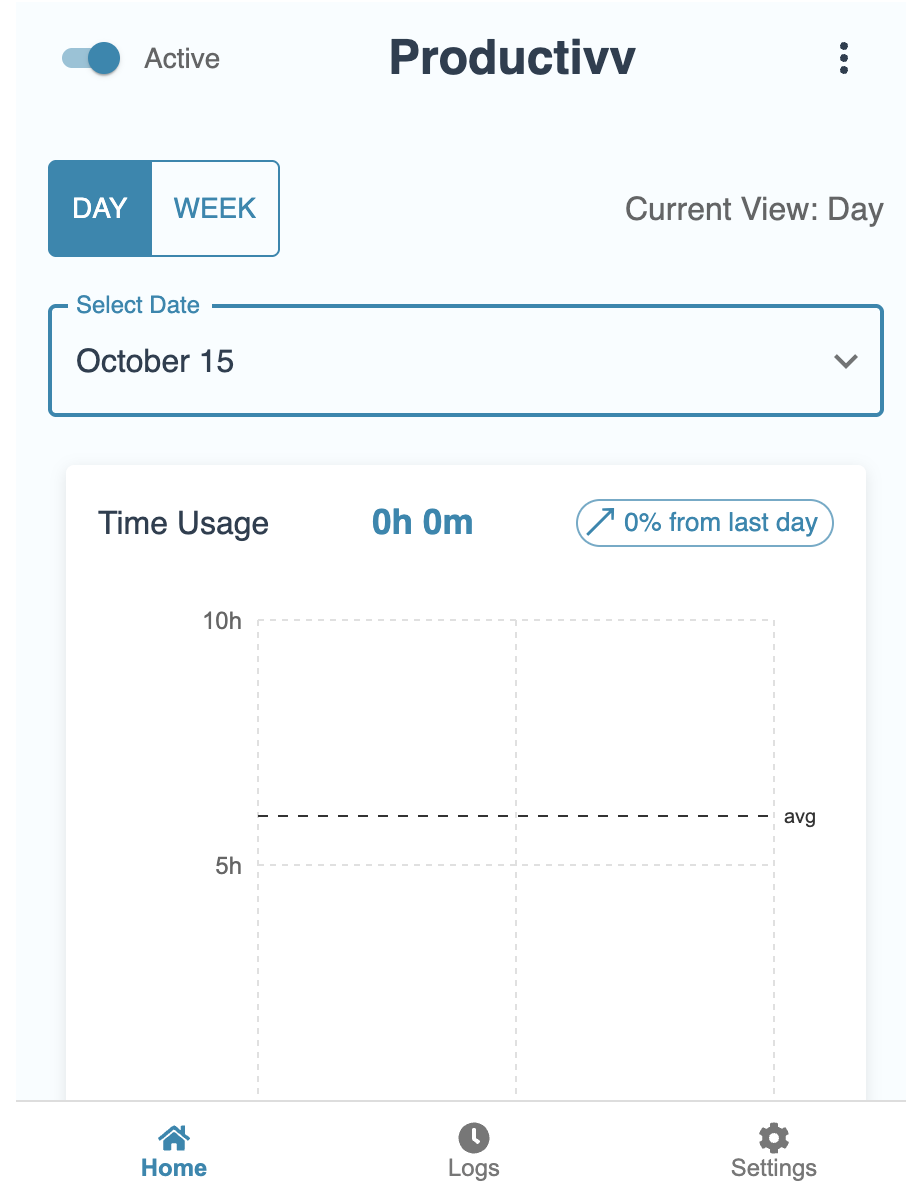 Active
Productivv
DAY
WEEK
Current View: Day
Select Date
October 15
Time Usage
0h 0m
0% from last day
10h
avg
5h
Home
Logs
Settings